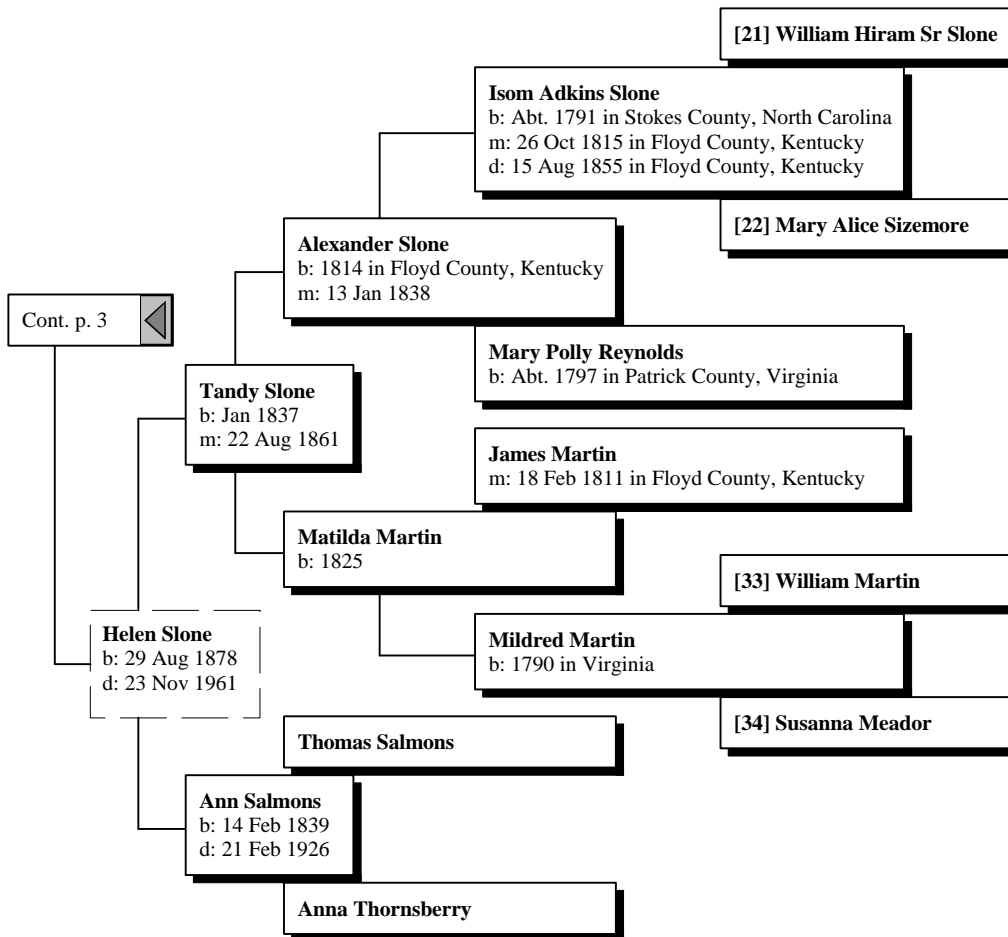 [21] William Hiram Sr Slone
Isom Adkins Slone
b: Abt. 1791 in Stokes County, North Carolina
m: 26 Oct 1815 in Floyd County, Kentucky
d: 15 Aug 1855 in Floyd County, Kentucky
[22] Mary Alice Sizemore
Alexander Slone
b: 1814 in Floyd County, Kentucky
m: 13 Jan 1838
Cont. p. 3
Mary Polly Reynolds
b: Abt. 1797 in Patrick County, Virginia
Tandy Slone
b: Jan 1837
m: 22 Aug 1861
James Martin
m: 18 Feb 1811 in Floyd County, Kentucky
Matilda Martin
b: 1825
[33] William Martin
Helen Slone
b: 29 Aug 1878
d: 23 Nov 1961
Mildred Martin
b: 1790 in Virginia
[34] Susanna Meador
Thomas Salmons
Ann Salmons
b: 14 Feb 1839
d: 21 Feb 1926
Anna Thornsberry